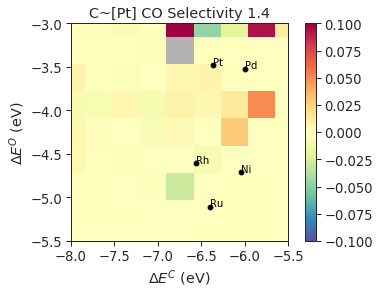 C~[Pt] CO Selectivity 1.4
−3.0
−3.5
−4.0
−4.5
−5.0
−5.5
ΔE^O (eV)
Pt
Pd
Rh
Ni
Ru
−8.0 −7.5 −7.0 −6.5 −6.0 −5.5
ΔE^C (eV)
0.100
0.075
0.050
0.025
0.000
−0.025
−0.050
−0.075
−0.100